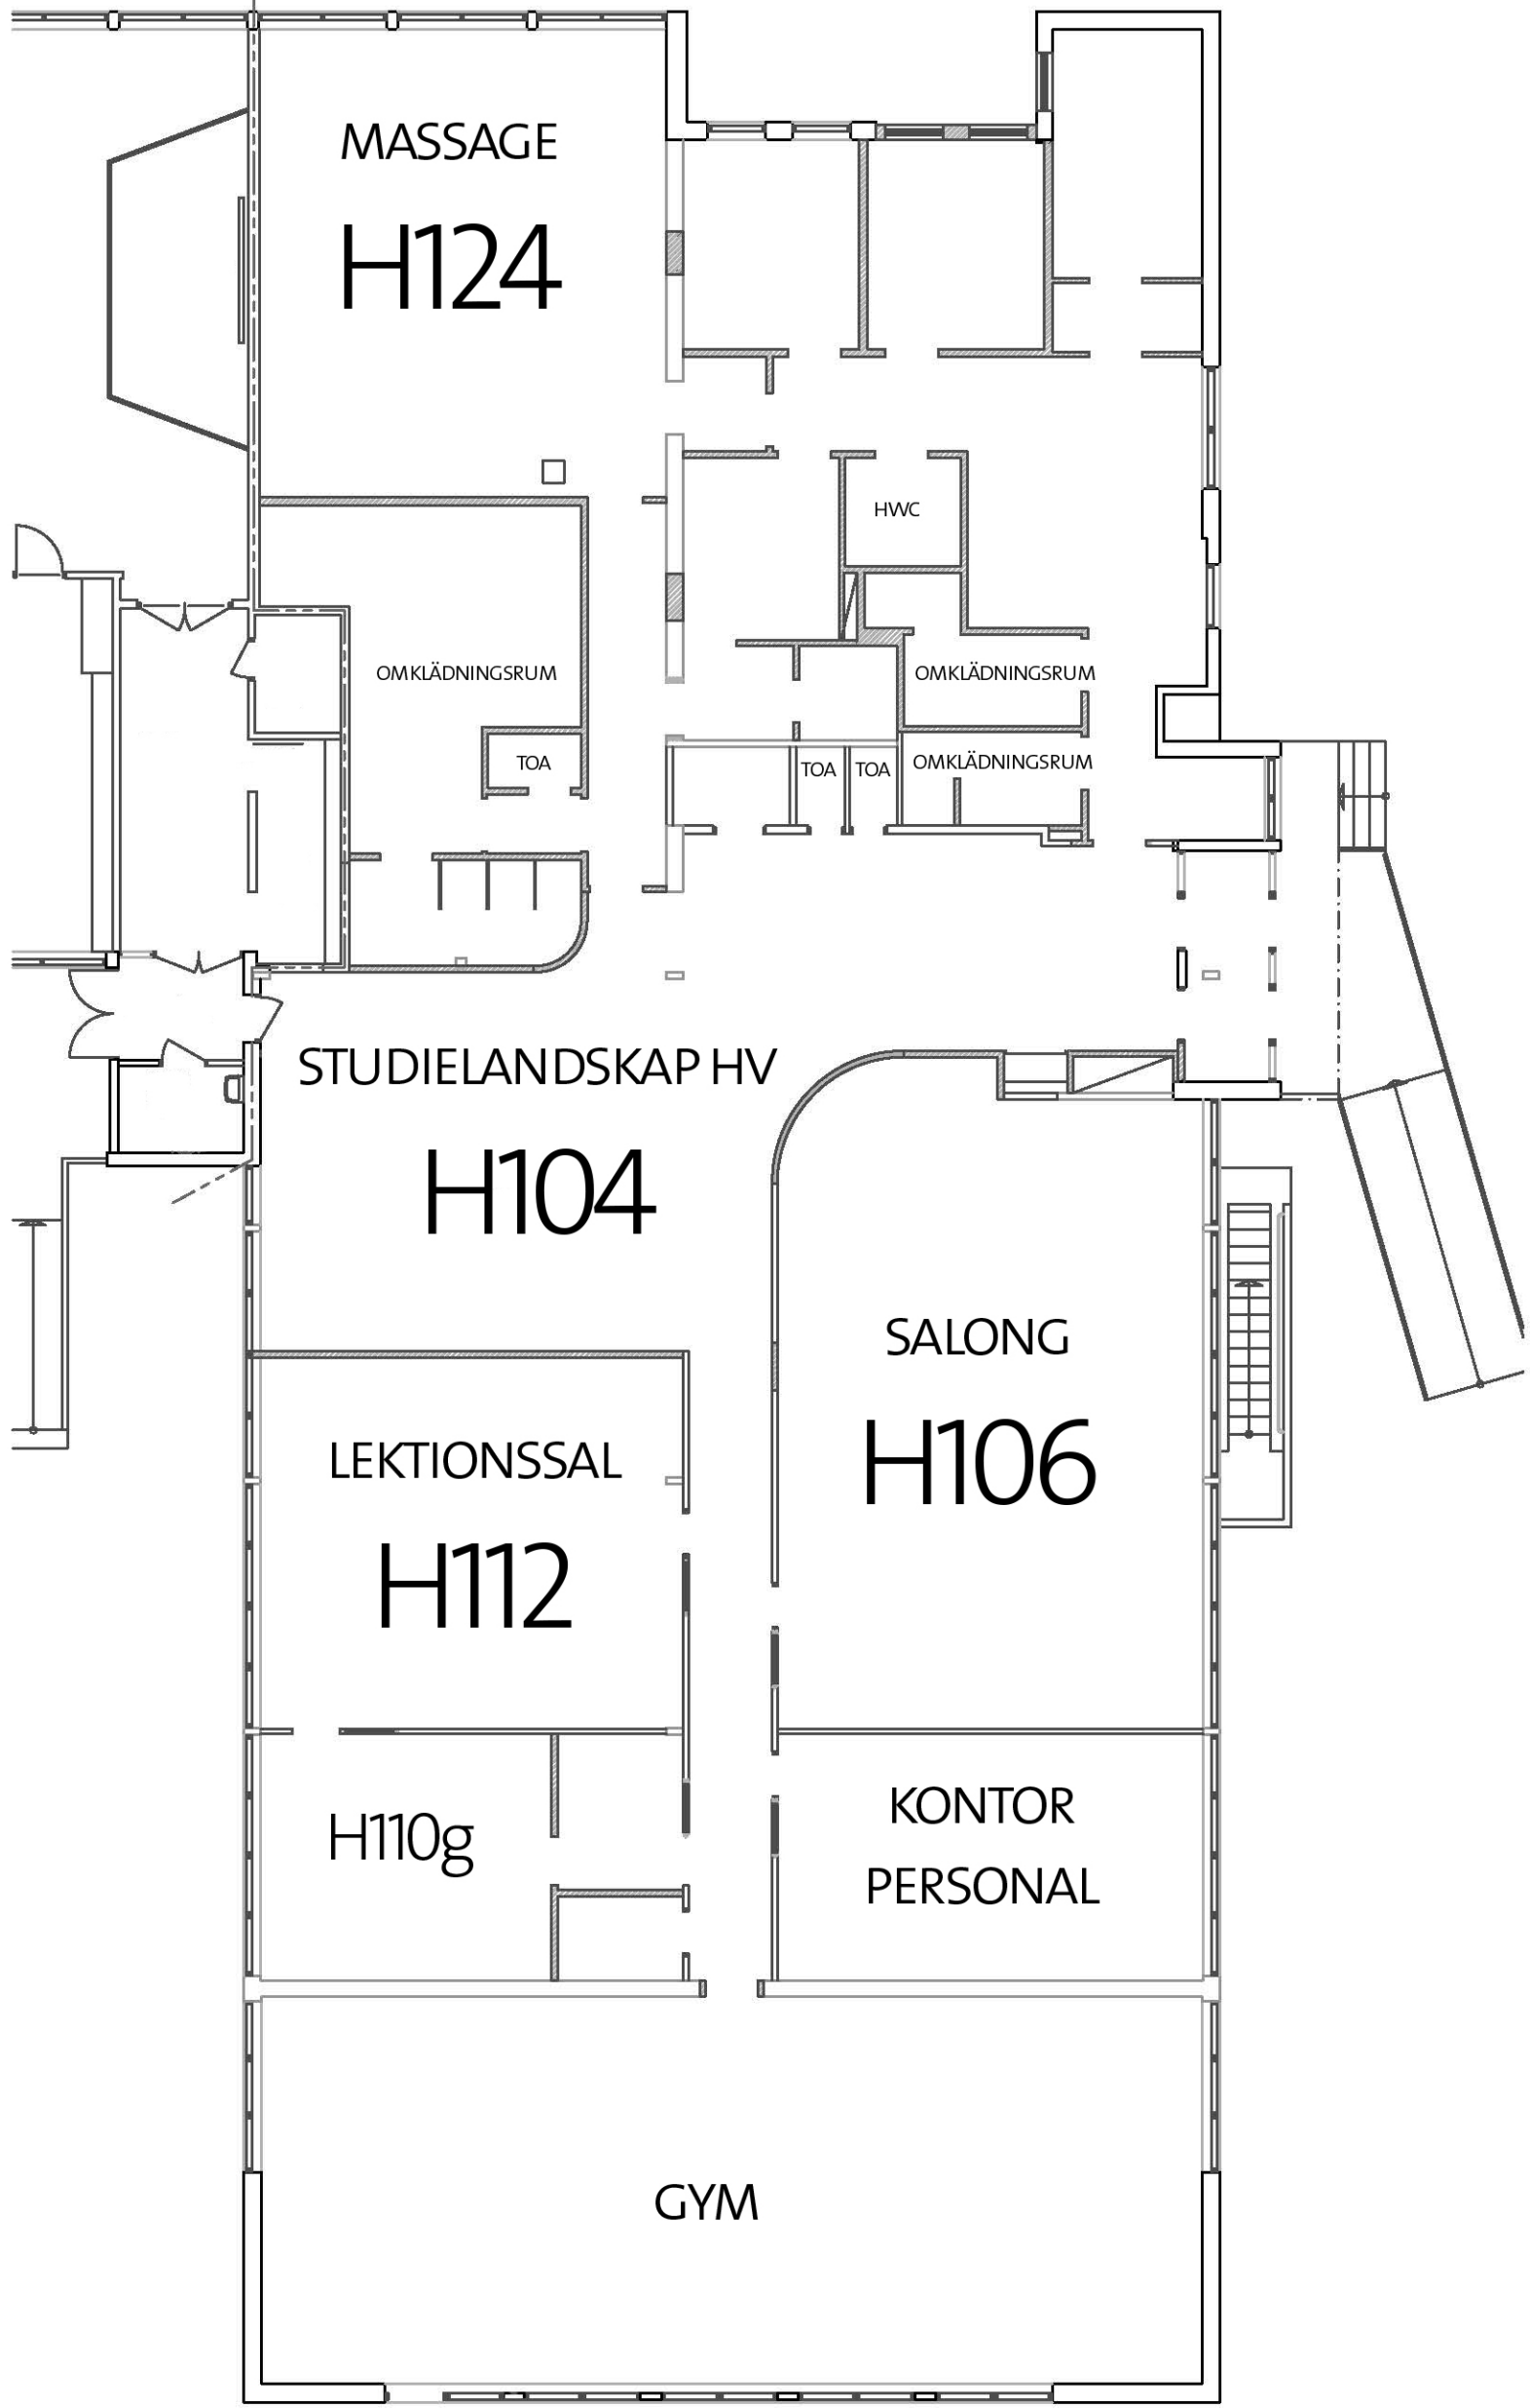 MASSAGE
H124
HWC
OMKLÄDNINGSRUM
OMKLÄDNINGSRUM
TOA
TOA
TOA
OMKLÄDNINGSRUM
STUDIELANDSKAP HV
H104
SALONG
H106
LEKTIONSSAL
H112
H110g
KONTOR
PERSONAL
GYM